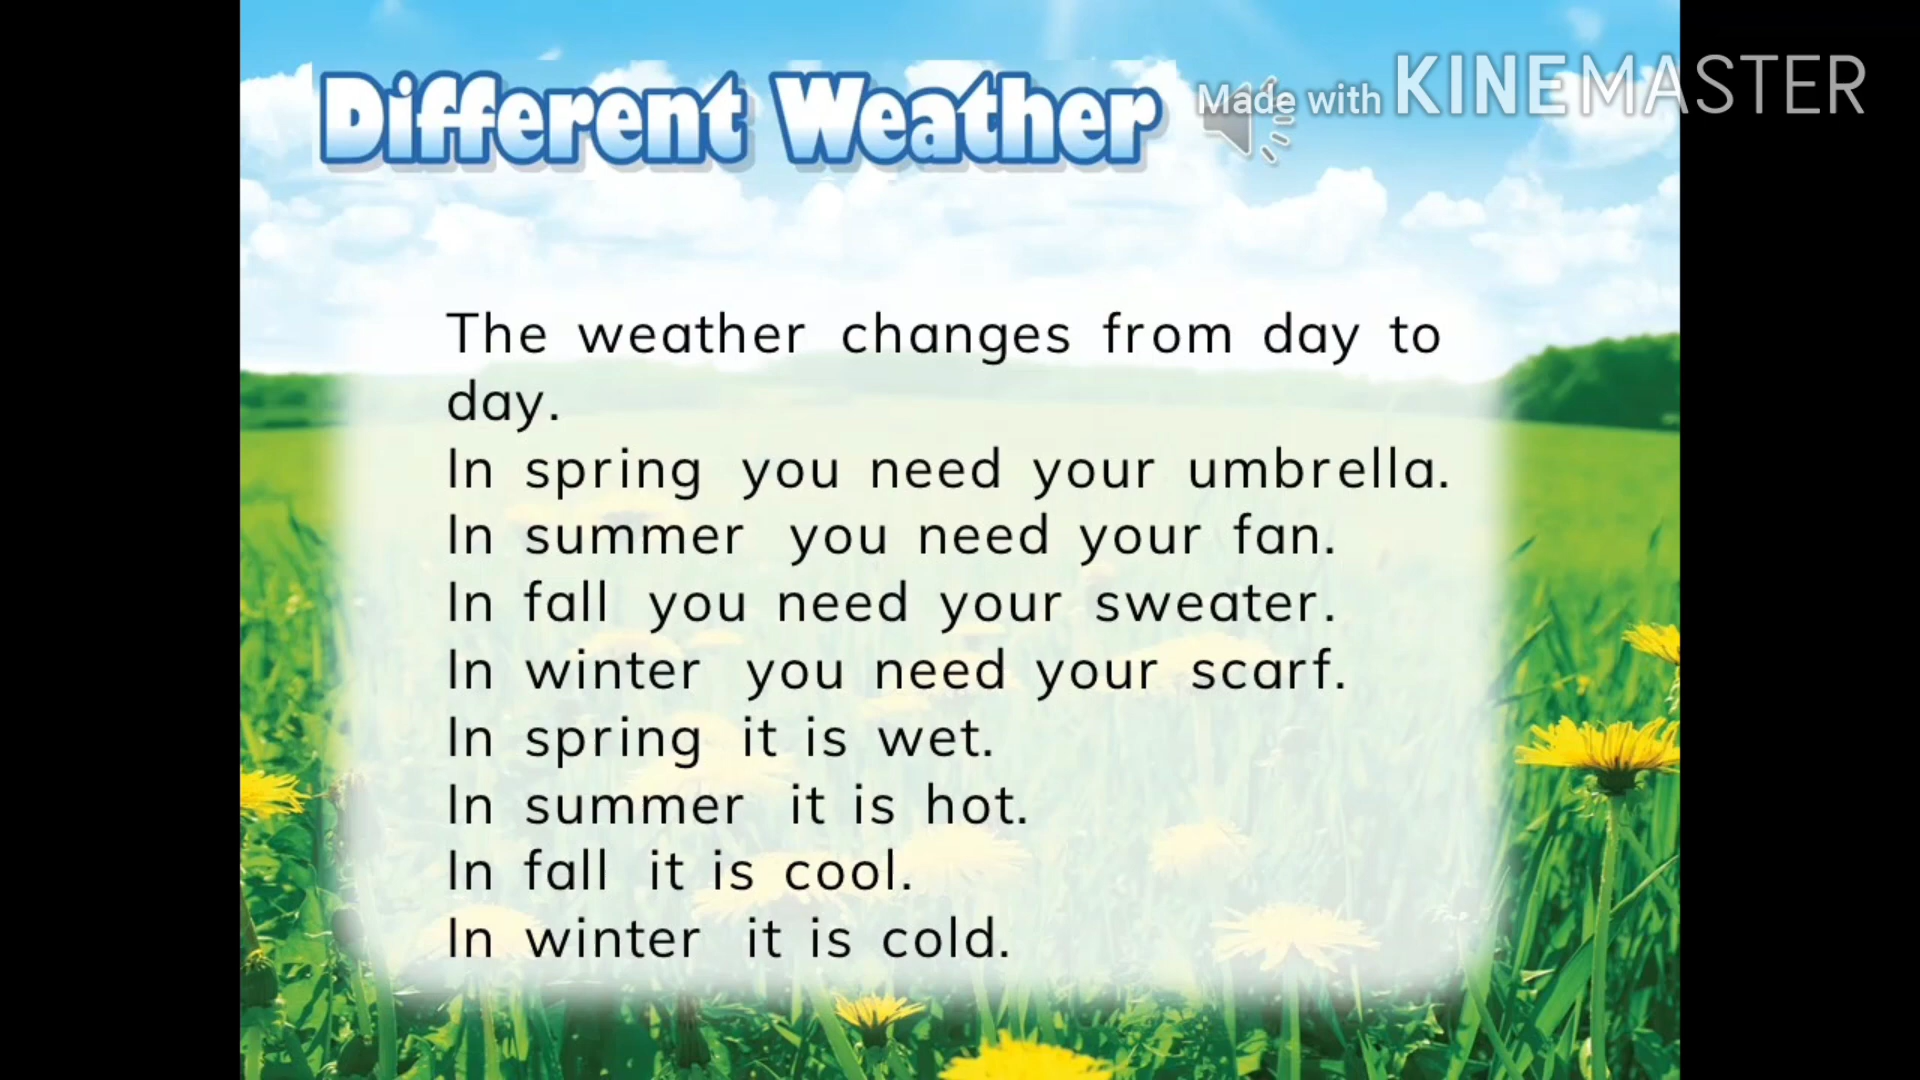 Different Weather
Made with KINEMASTER
The weather changes from day to
day.
In spring you need your umbrella.
In summer you need your fan.
In fall you need your sweater.
In winter you need your scarf.
In spring it is wet.
In summer it is hot.
In fall it is cool.
In winter it is cold.